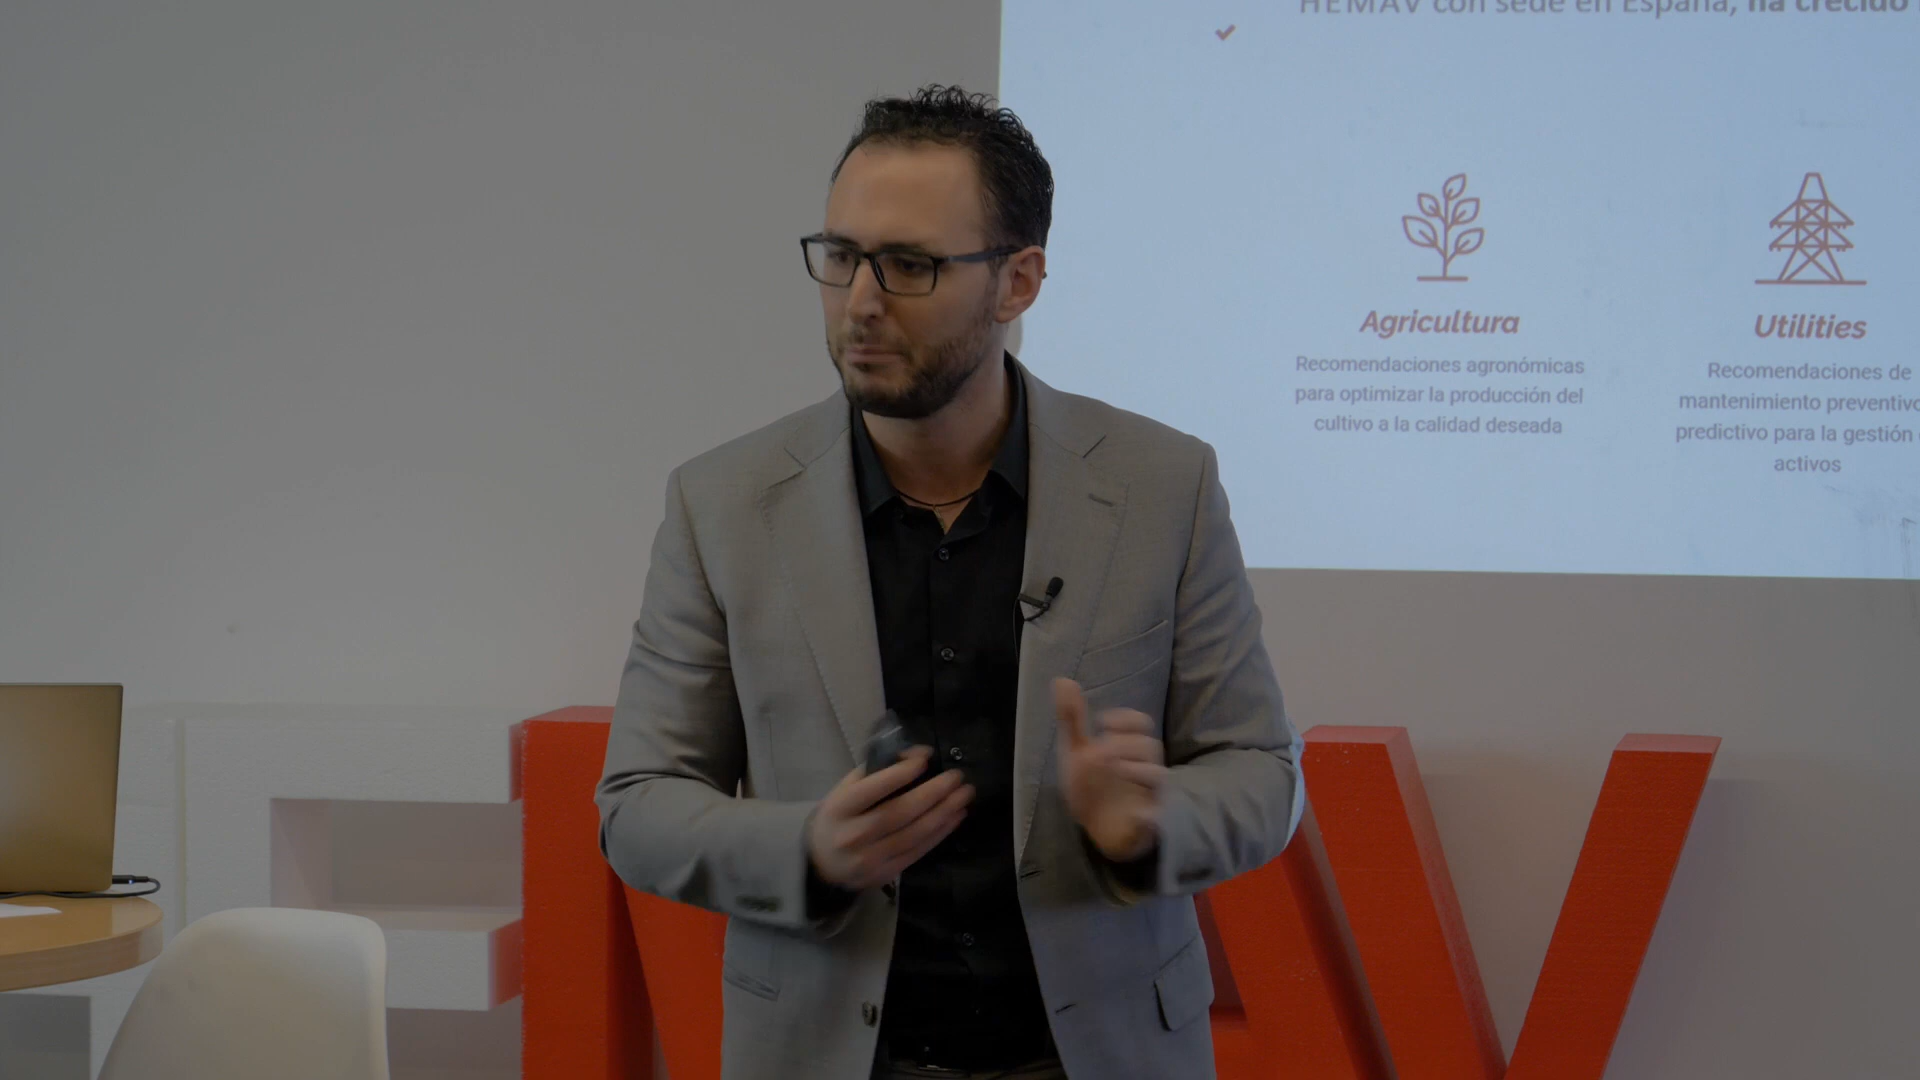 HEMAV con sede en España, ha crecido
Agricultura
Recomendaciones agronómicas
para optimizar la producción del
cultivo a la calidad deseada
Utilities
Recomendaciones de
mantenimiento preventivo
predictivo para la gestión
activos
E
AV